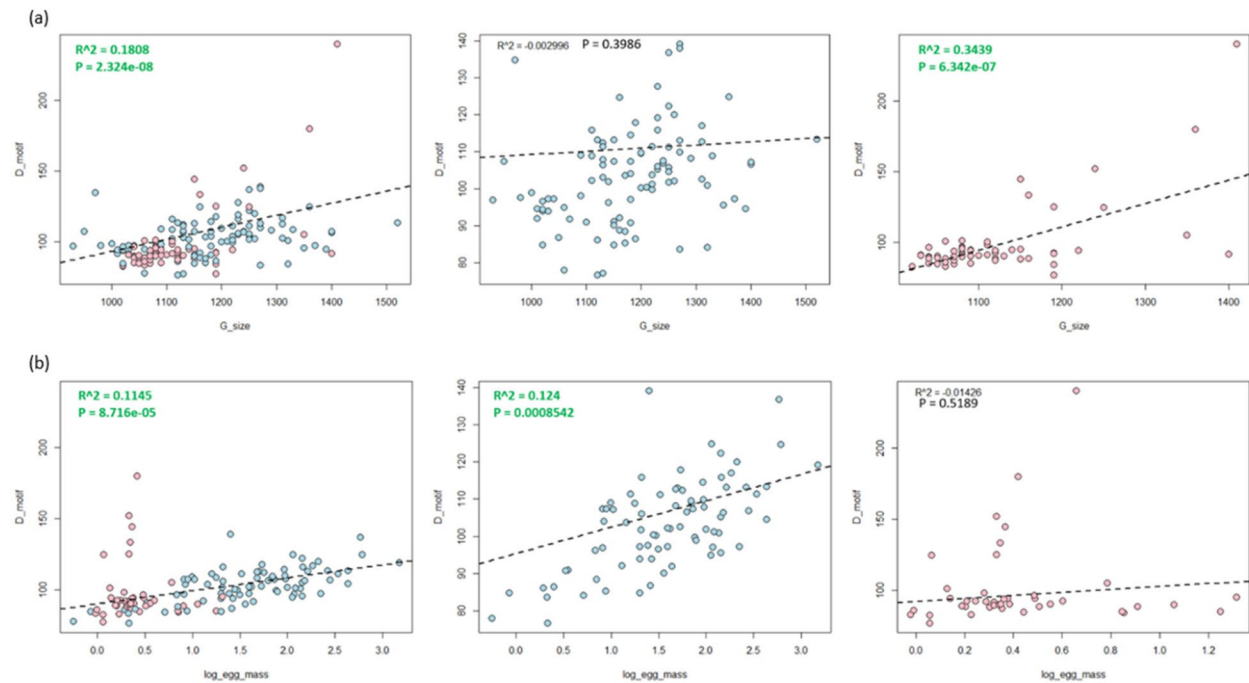 (a)
R^2 = 0.1808
P = 2.324e-08
D_motif
200
150
100
1000 1100 1200 1300 1400 1500
G_size
R^2 = -0.002996 P = 0.3986
D_motif
140
130
120
110
100
90
80
1000 1100 1200 1300 1400 1500
G_size
R^2 = 0.3439
P = 6.342e-07
D_motif
200
150
100
1100 1200 1300 1400
G_size
(b)
R^2 = 0.1145
P = 8.716e-05
D_motif
200
150
100
0.0 0.5 1.0 1.5 2.0 2.5 3.0
log_egg_mass
R^2 = 0.124
P = 0.0008542
D_motif
140
130
120
110
100
90
80
0.0 0.5 1.0 1.5 2.0 2.5 3.0
log_egg_mass
R^2 = -0.01426
P = 0.5189
D_motif
200
150
100
0.0 0.2 0.4 0.6 0.8 1.0 1.2
log_egg_mass